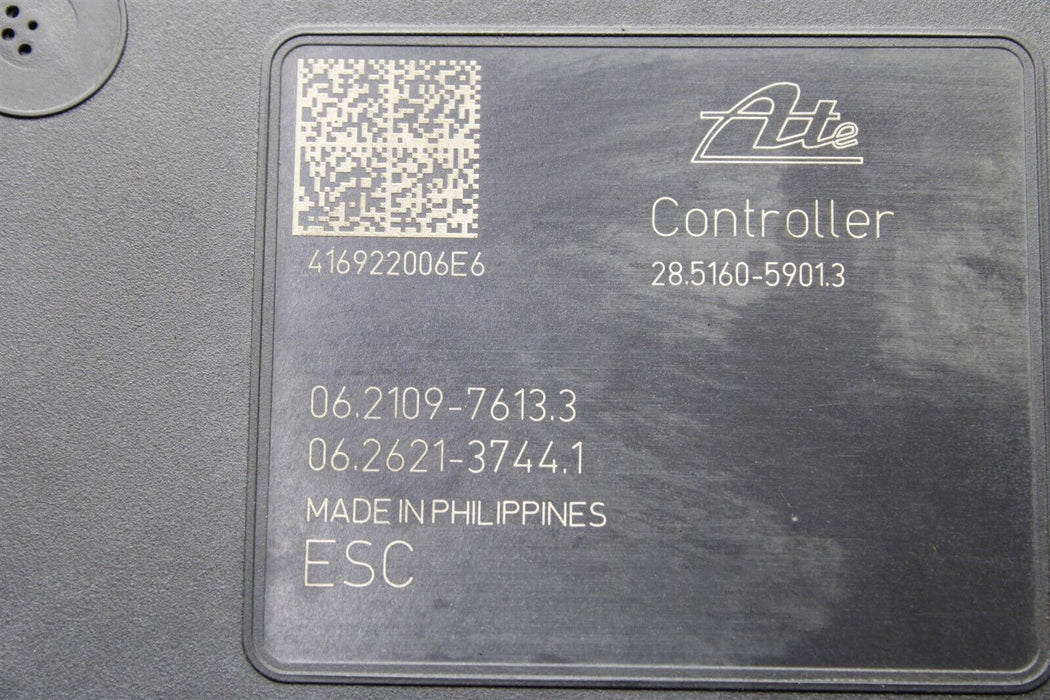 Ate
Controller
28.5160-5901.3
416922006E6
06.2109-7613.3
06.2621-3744.1
MADE IN PHILIPPINES
ESC